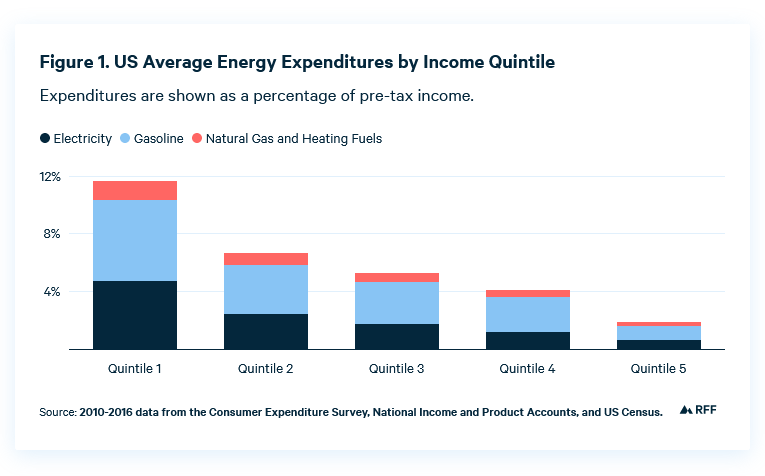 Figure 1. US Average Energy Expenditures by Income Quintile
Expenditures are shown as a percentage of pre-tax income.
Electricity Gasoline Natural Gas and Heating Fuels
12%
8%
4%
Quintile 1 Quintile 2 Quintile 3 Quintile 4 Quintile 5
Source: 2010-2016 data from the Consumer Expenditure Survey, National Income and Product Accounts, and US Census. RFF